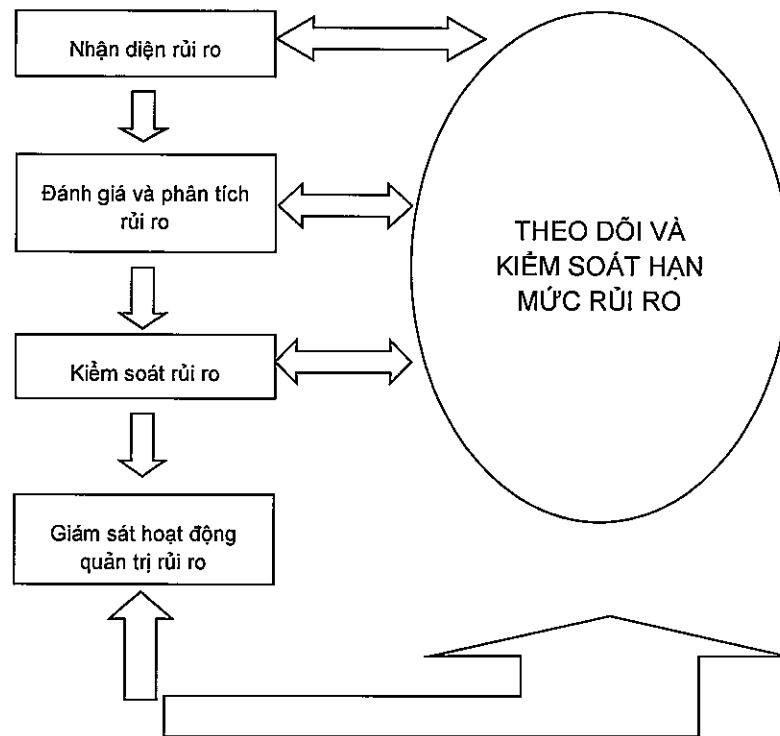 Nhận diện rủi ro
Đánh giá và phân tích
rủi ro
Kiểm soát rủi ro
Giám sát hoạt động
quản trị rủi ro
THEO DÕI VÀ
KIỂM SOÁT HẠN
MỨC RỦI RO